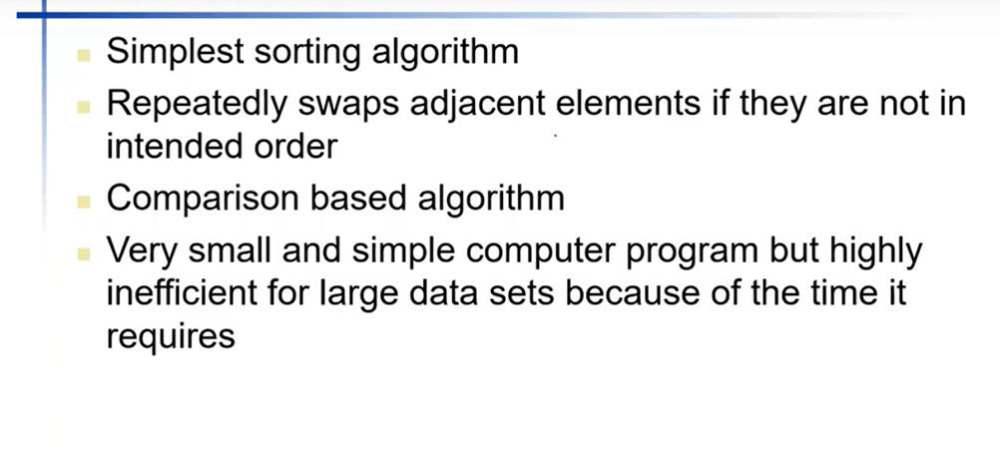 Simplest sorting algorithm
Repeatedly swaps adjacent elements if they are not in
intended order
Comparison based algorithm
Very small and simple computer program but highly
inefficient for large data sets because of the time it
requires